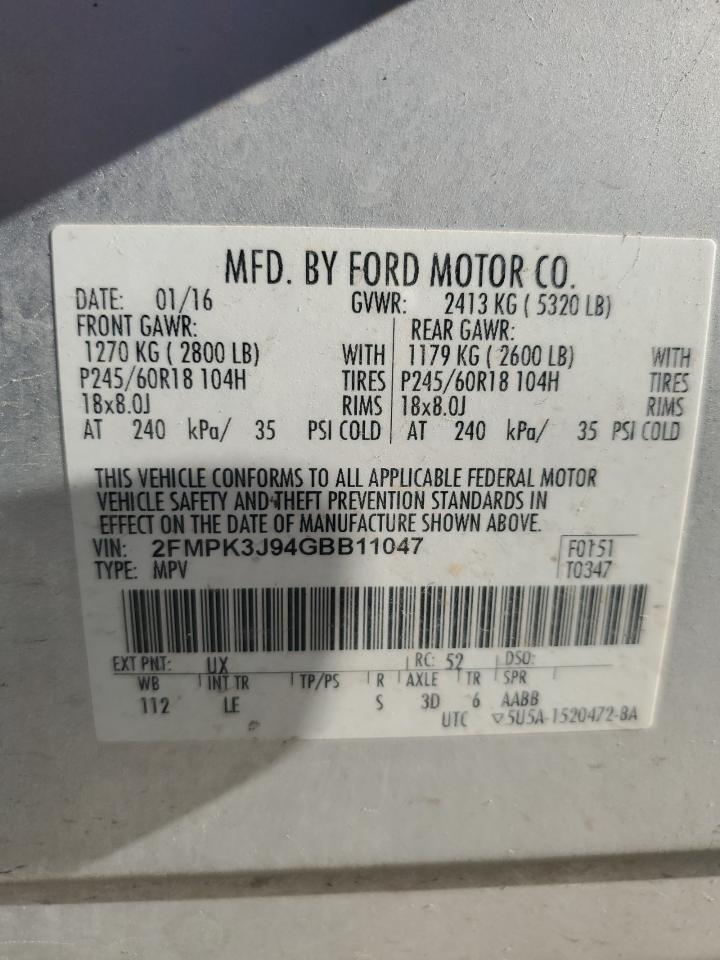 MFD. BY FORD MOTOR CO.
DATE: 01/16 GVWR: 2413 KG ( 5320 LB)
FRONT GAWR: REAR GAWR:
1270 KG ( 2800 LB) WITH 1179 KG ( 2600 LB) WITH
P245/60R18 104H TIRES P245/60R18 104H TIRES
18x8.0J RIMS 18x8.0J RIMS
AT 240 kPa/ 35 PSI COLD AT 240 kPa/ 35 PSI COLD
THIS VEHICLE CONFORMS TO ALL APPLICABLE FEDERAL MOTOR
VEHICLE SAFETY AND THEFT PREVENTION STANDARDS IN
EFFECT ON THE DATE OF MANUFACTURE SHOWN ABOVE.
VIN: 2FMPK3J94GBB11047 F0151
TYPE: MPV T0347
EXT PNT: UX RC: 52 DSO:
WB INT TR TP/PS R AXLE TR SPR
112 LE S 3D 6 AABB
UTC ▽5U5A-1520472-BA